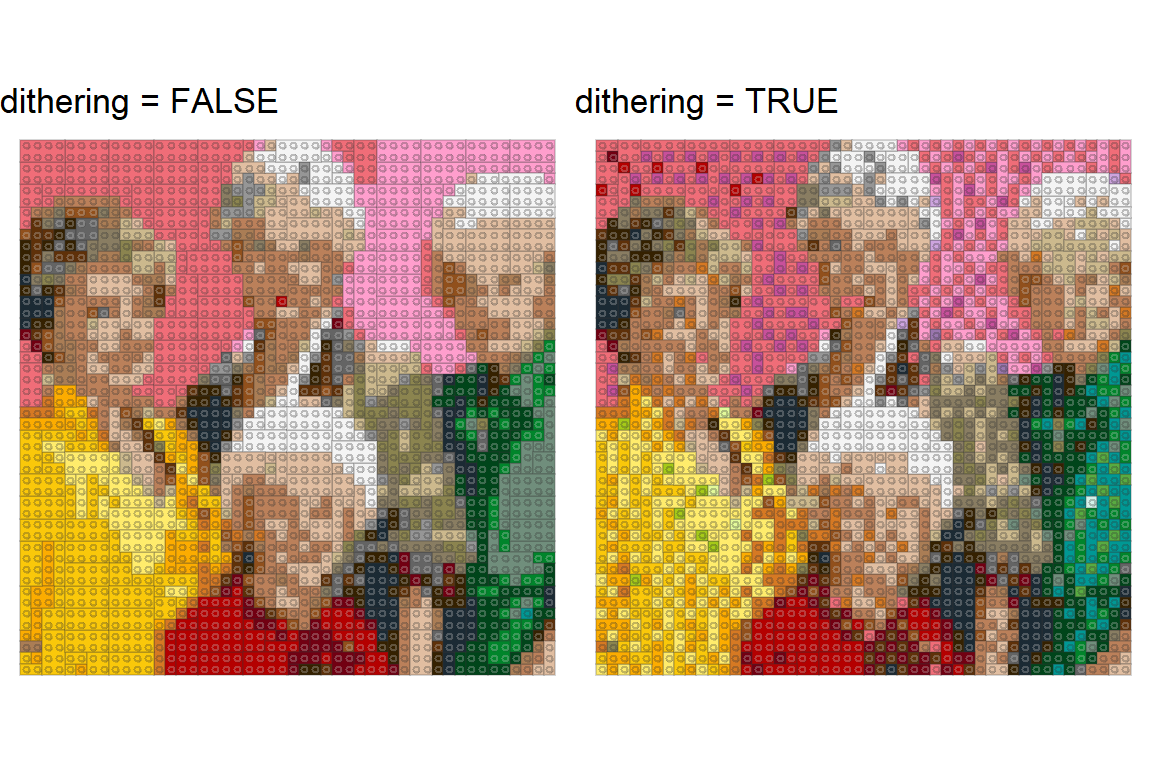 dithering = FALSE
dithering = TRUE